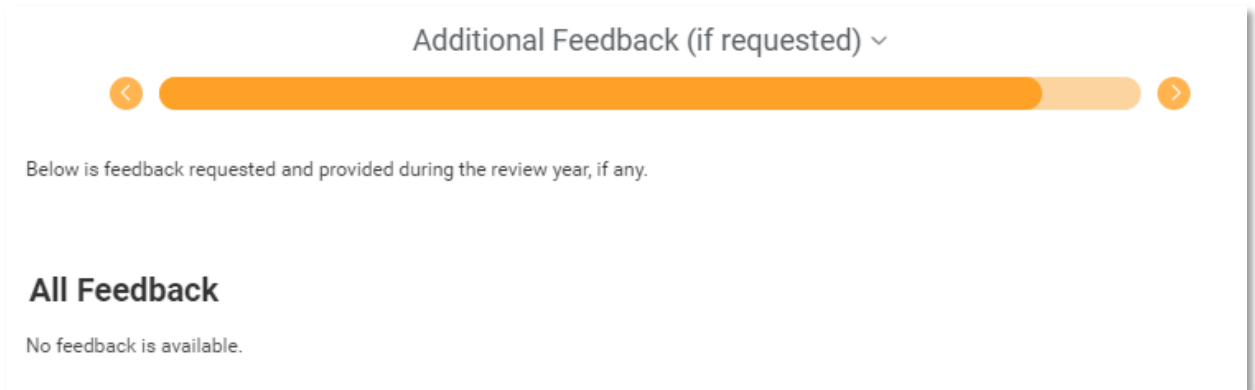 Additional Feedback (if requested)
Below is feedback requested and provided during the review year, if any.
All Feedback
No feedback is available.